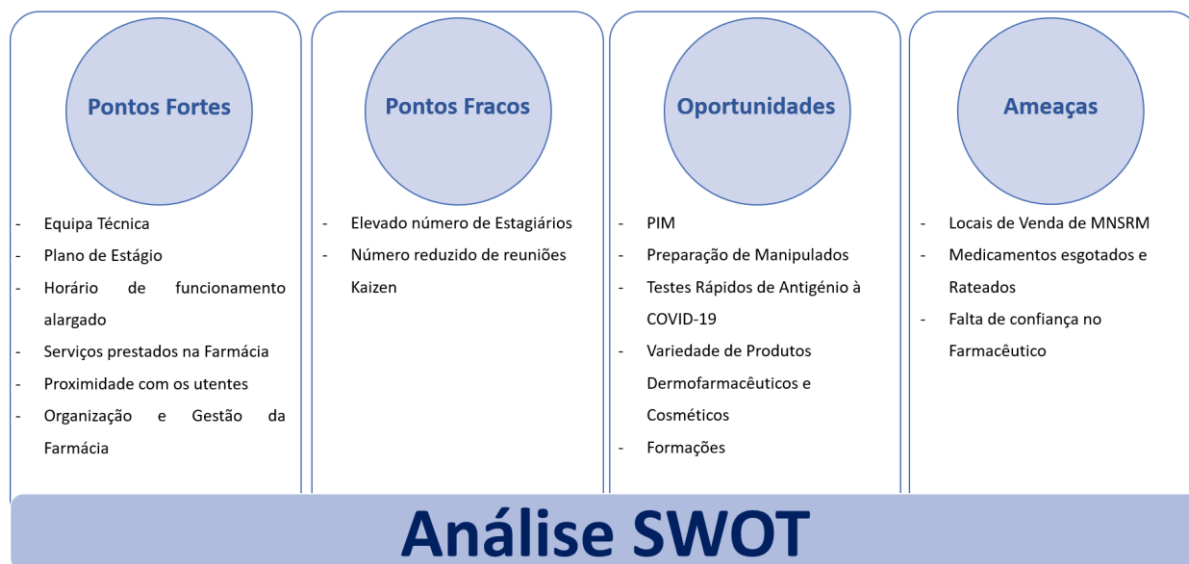 Pontos Fortes
- Equipa Técnica
- Plano de Estágio
- Horário de funcionamento
alargado
- Serviços prestados na Farmácia
- Proximidade com os utentes
- Organização e Gestão da
Farmácia
Pontos Fracos
- Elevado número de Estagiários
- Número reduzido de reuniões
Kaizen
Oportunidades
- PIM
- Preparação de Manipulados
- Testes Rápidos de Antigénio à
COVID-19
- Variedade de Produtos
Dermofarmacêuticos e
Cosméticos
- Formações
Ameaças
- Locais de Venda de MNSRM
- Medicamentos esgotados e
Rateados
- Falta de confiança no
Farmacêutico
Análise SWOT